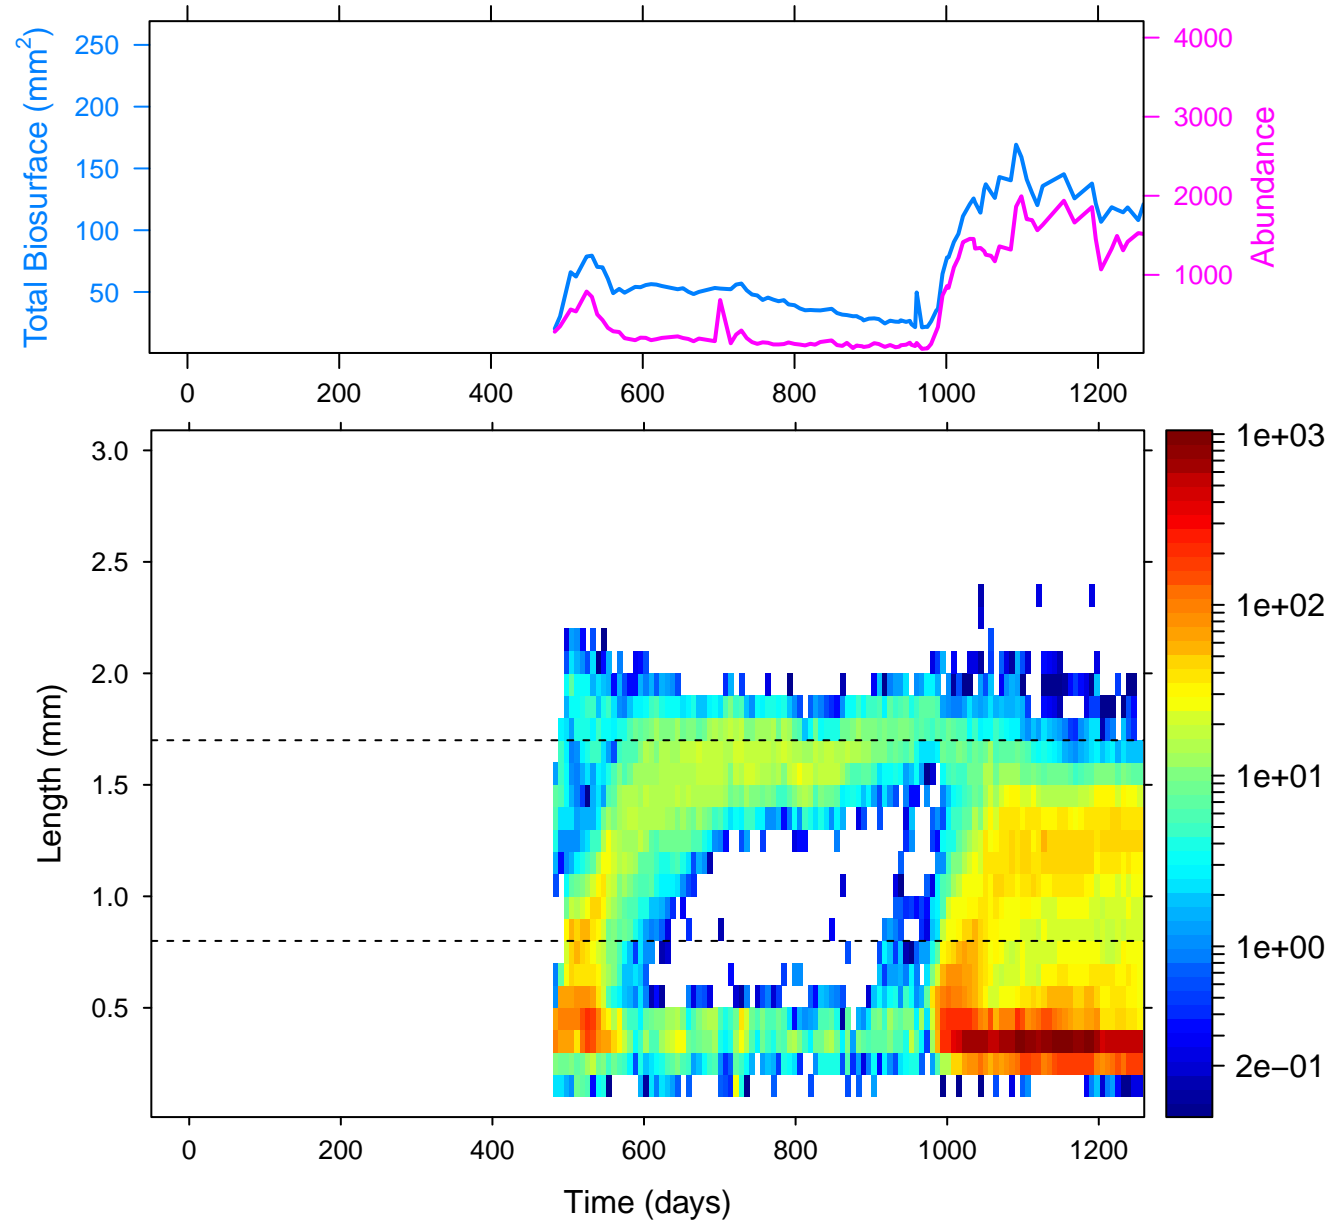 Total Biosurface (mm²)
250
200
150
100
50
4000
3000
2000
1000
Abundance
0 200 400 600 800 1000 1200
Length (mm)
3.0
2.5
2.0
1.5
1.0
0.5
1e+03
1e+02
1e+01
1e+00
2e−01
0 200 400 600 800 1000 1200
Time (days)